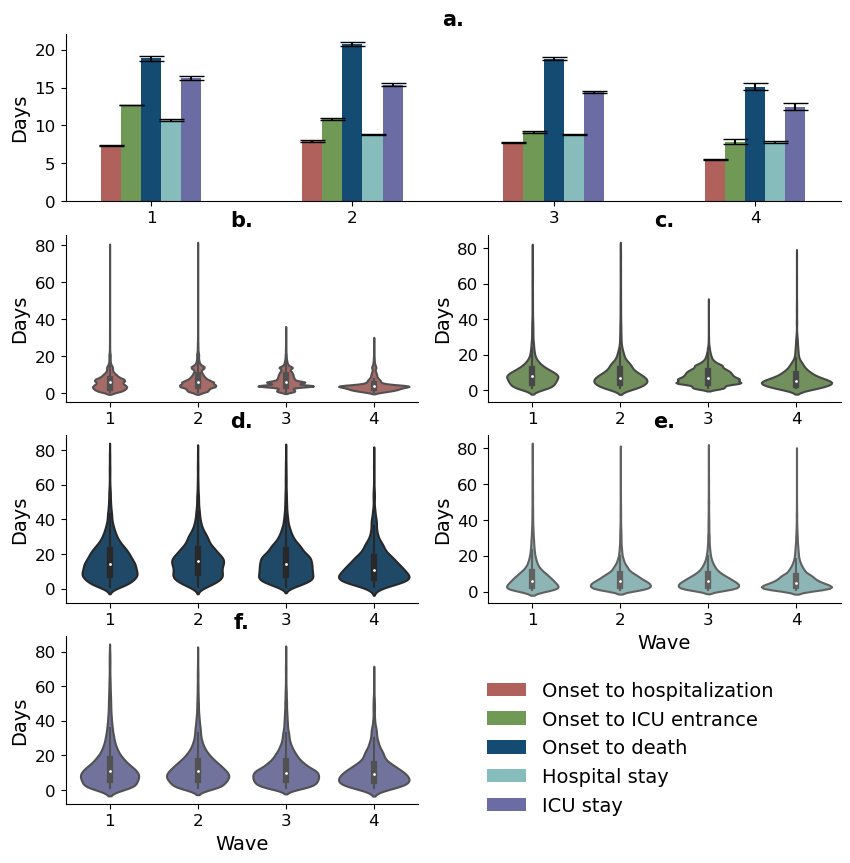 a.
Days
20
15
10
5
0
1 2 3 4
b.
Days
80
60
40
20
0
1 2 3 4
c.
Days
80
60
40
20
0
1 2 3 4
d.
Days
80
60
40
20
0
1 2 3 4
e.
Days
80
60
40
20
0
1 2 3 4
Wave
f.
Days
80
60
40
20
0
1 2 3 4
Wave
Onset to hospitalization
Onset to ICU entrance
Onset to death
Hospital stay
ICU stay